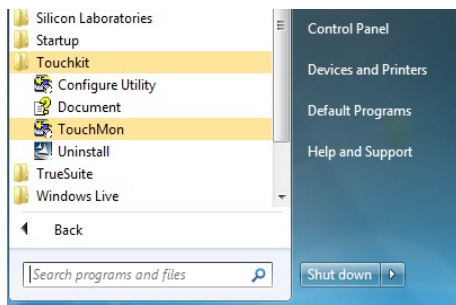 Silicon Laboratories
Startup
Touchkit
Configure Utility
Document
TouchMon
Uninstall
TrueSuite
Windows Live
Back
Search programs and files
Control Panel
Devices and Printers
Default Programs
Help and Support
Shut down